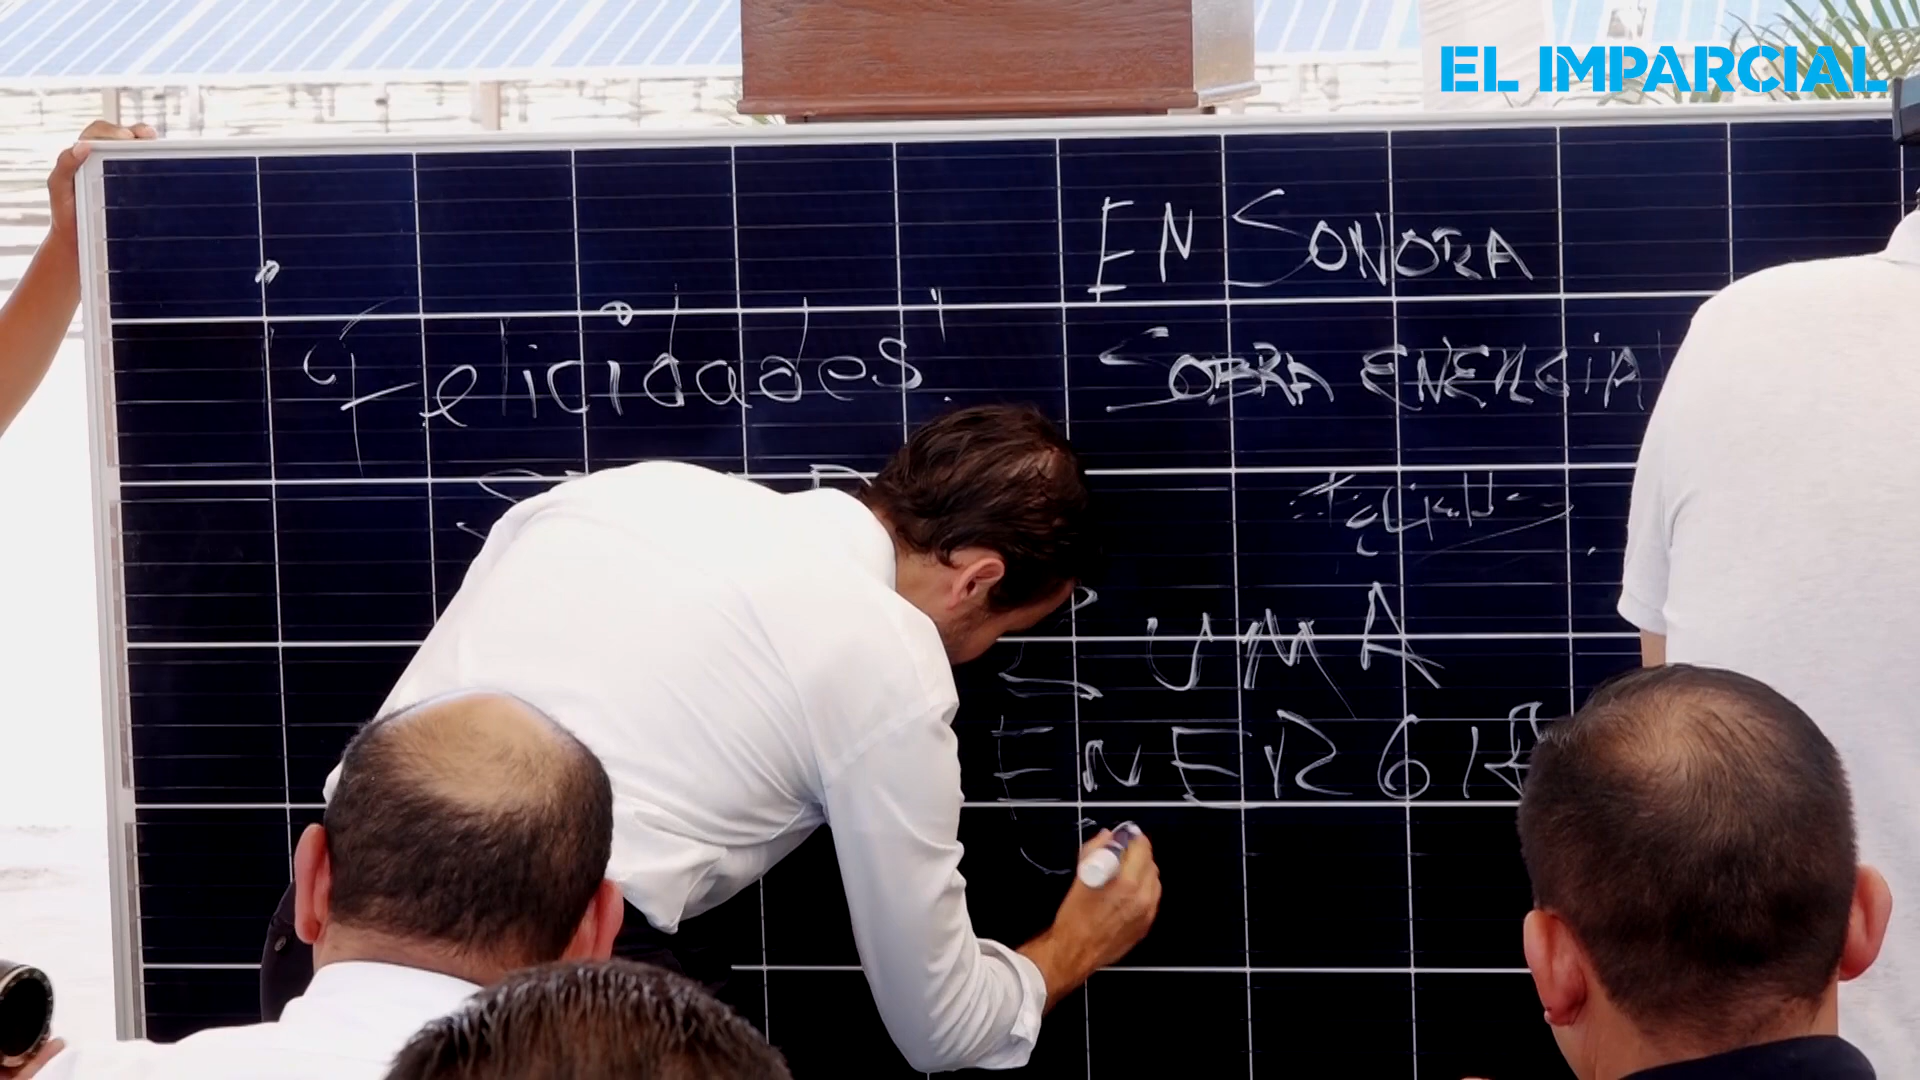 EL IMPARCIAL
EN SONORA
SOBRA ENERGIA
¡Felicidades!
SUMA
ENERGIA